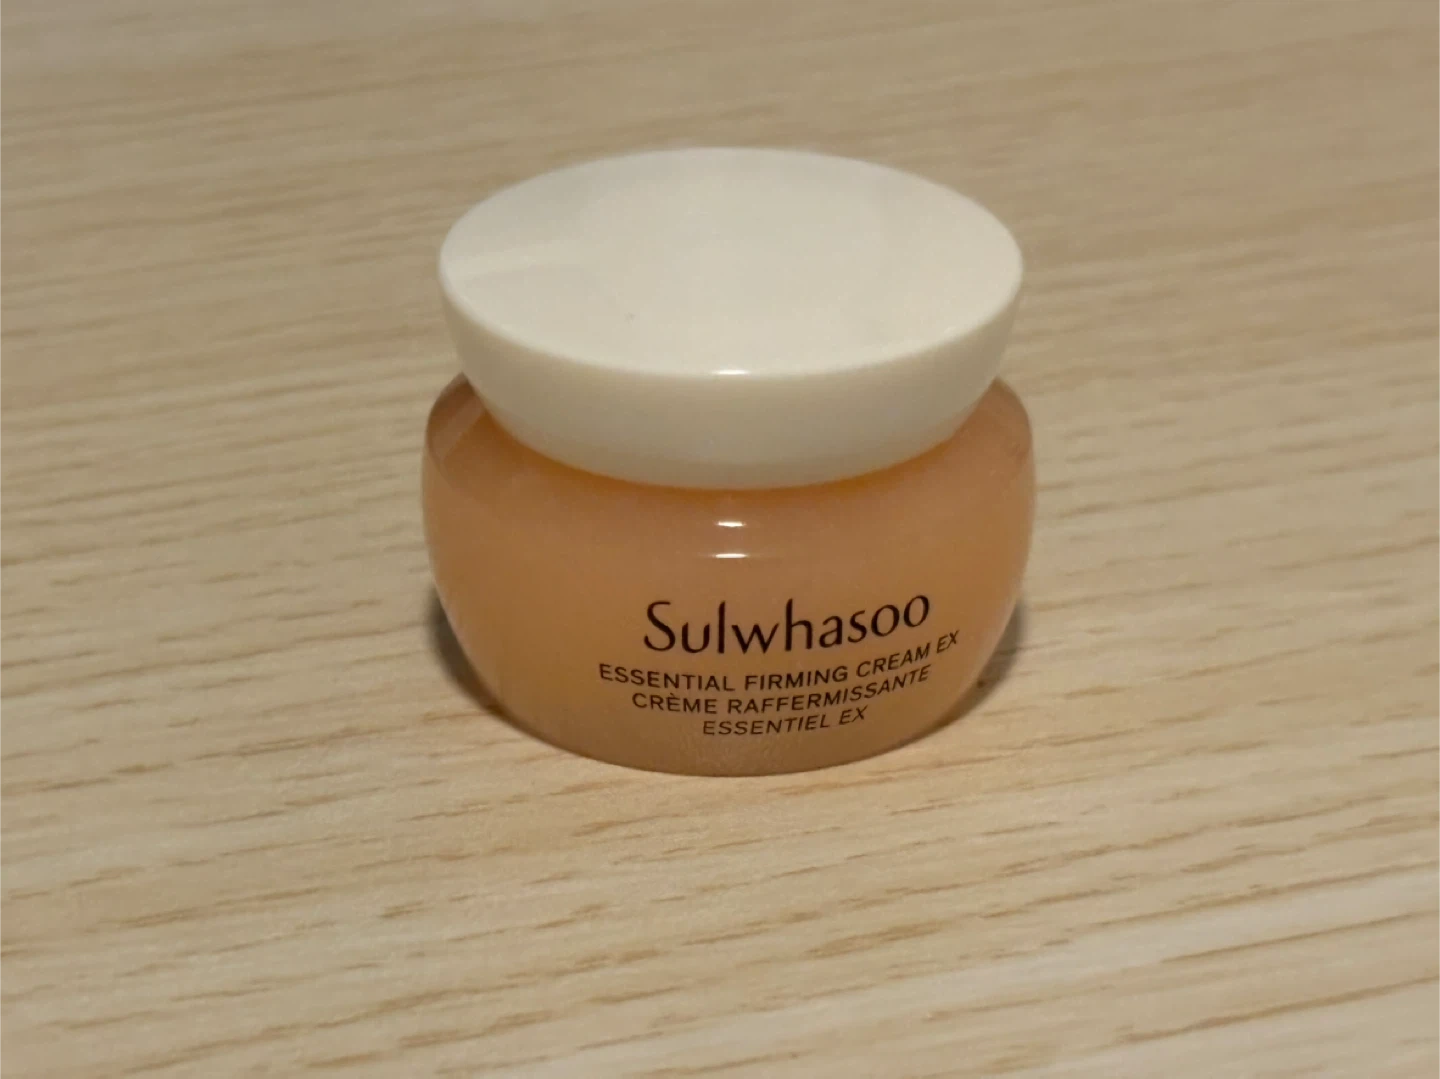 Sulwhasoo
ESSENTIAL FIRMING CREAM EX
CRÈME RAFFERMISSANTE
ESSENTIEL EX